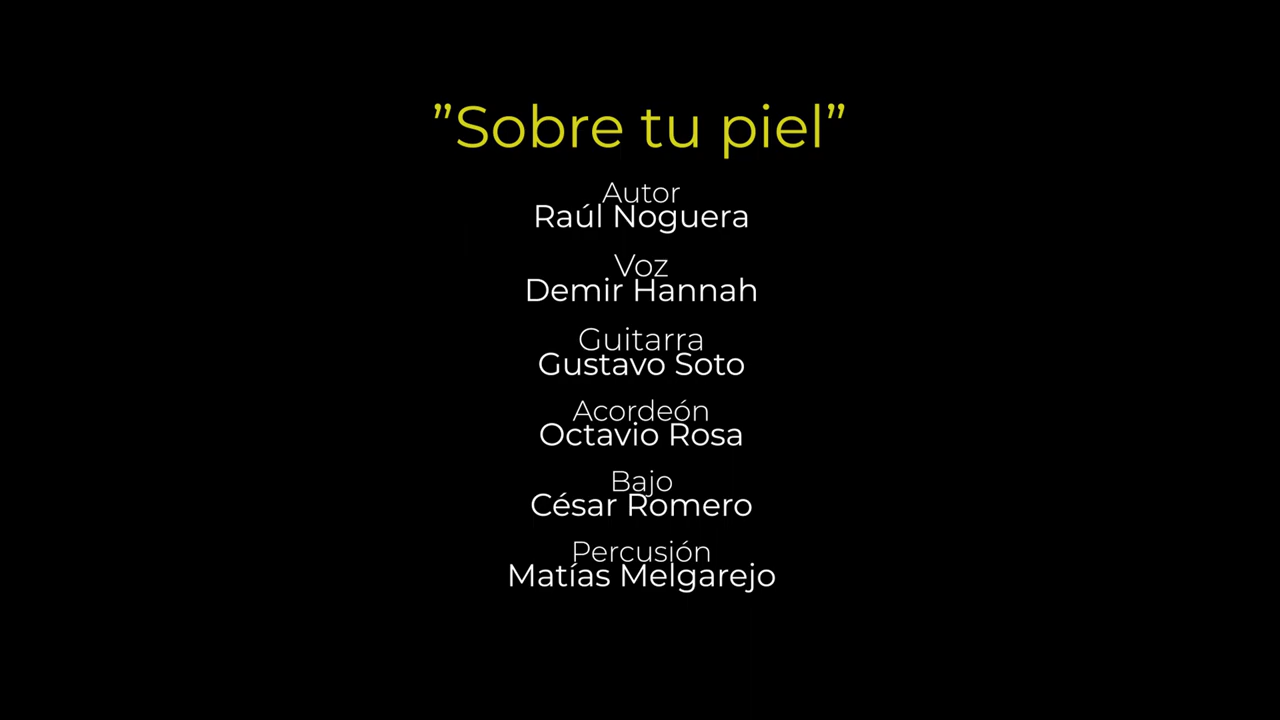 ”Sobre tu piel”
Autor
Raúl Noguera
Voz
Demir Hannah
Guitarra
Gustavo Soto
Acordeón
Octavio Rosa
Bajo
César Romero
Percusión
Matías Melgarejo